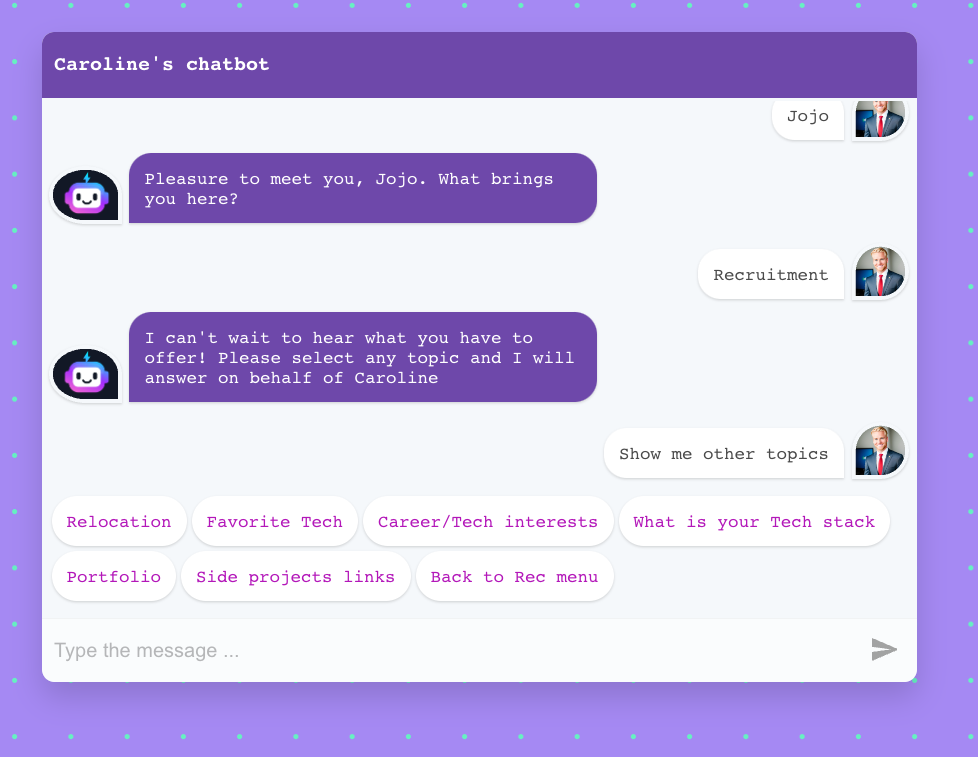 Caroline's chatbot
Jojo
Pleasure to meet you, Jojo. What brings
you here?
Recruitment
I can't wait to hear what you have to
offer! Please select any topic and I will
answer on behalf of Caroline
Show me other topics
Relocation
Favorite Tech
Career/Tech interests
What is your Tech stack
Portfolio
Side projects links
Back to Rec menu
Type the message ...